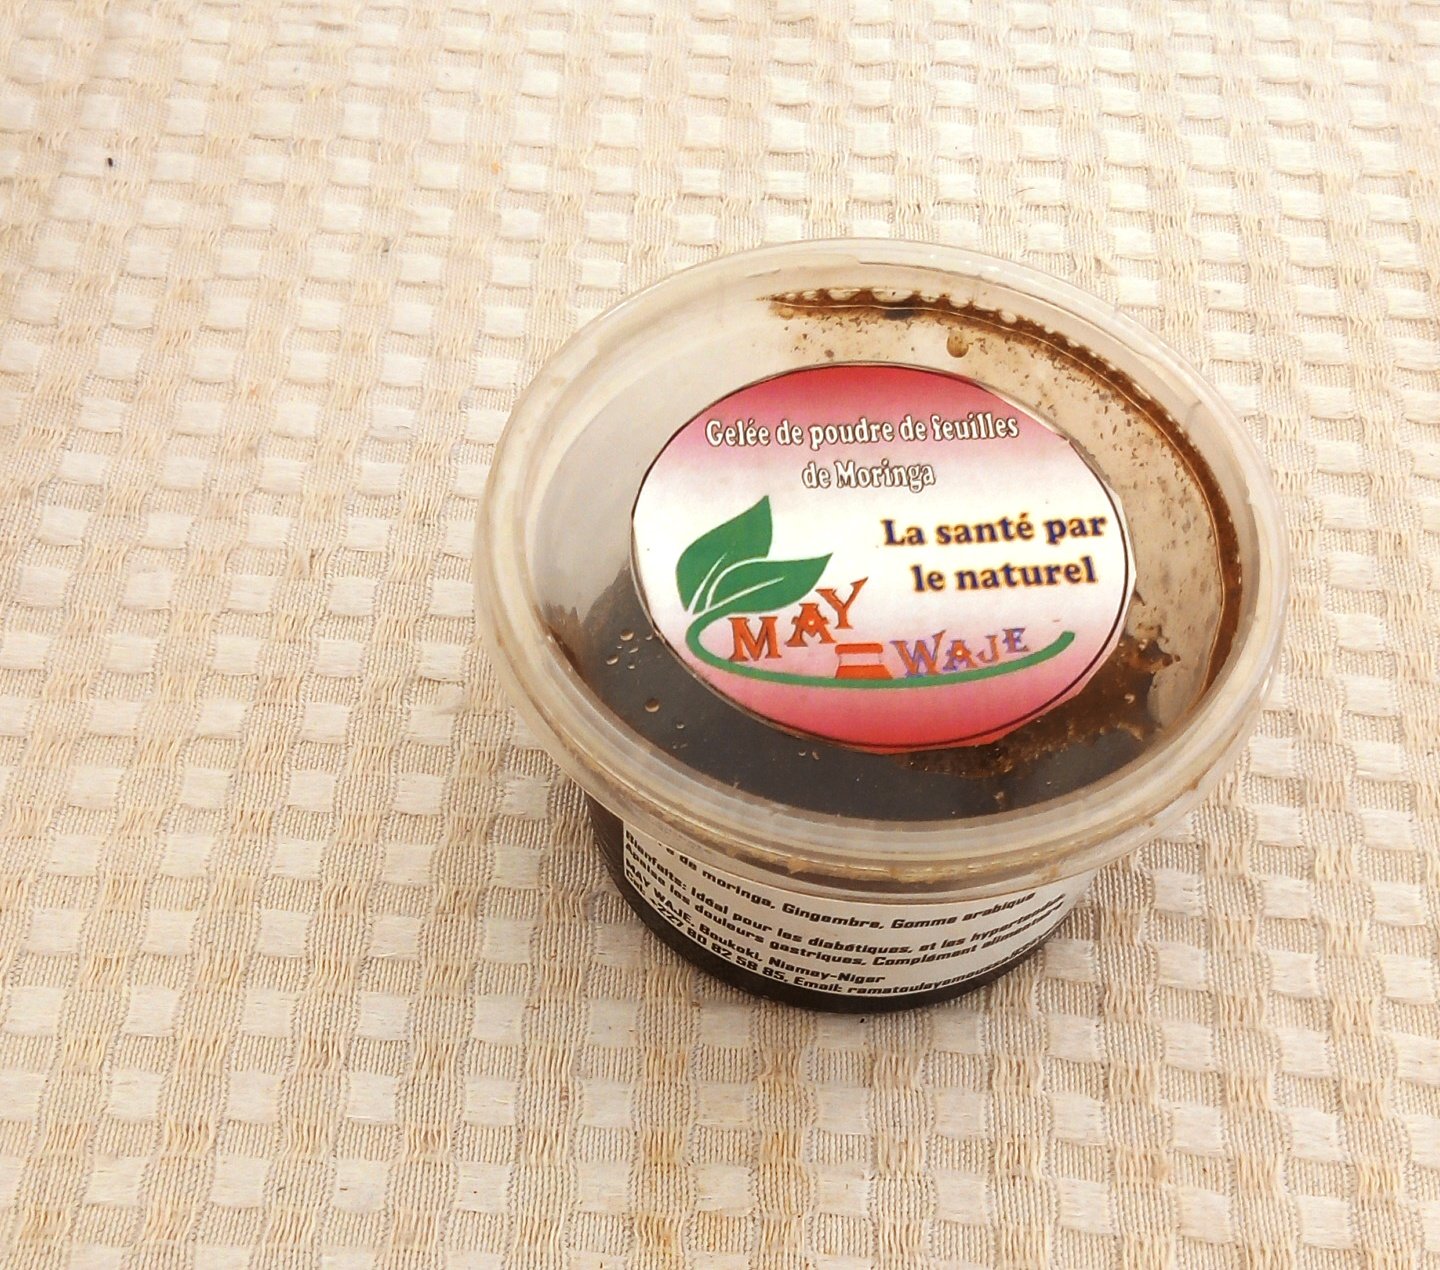 Gelée de poudre de feuilles
de Moringa
La santé par
le naturel
MAY
WAJE
de moringa, Gingembre, Gomme arabique
Bienfaits: Idéal pour les diabétiques, et les
Apaise les douleurs gastriques, Complément
MAY WAJE, Boukoki, Niamey-Niger
Cel: +227 80 82 58 85, Email: